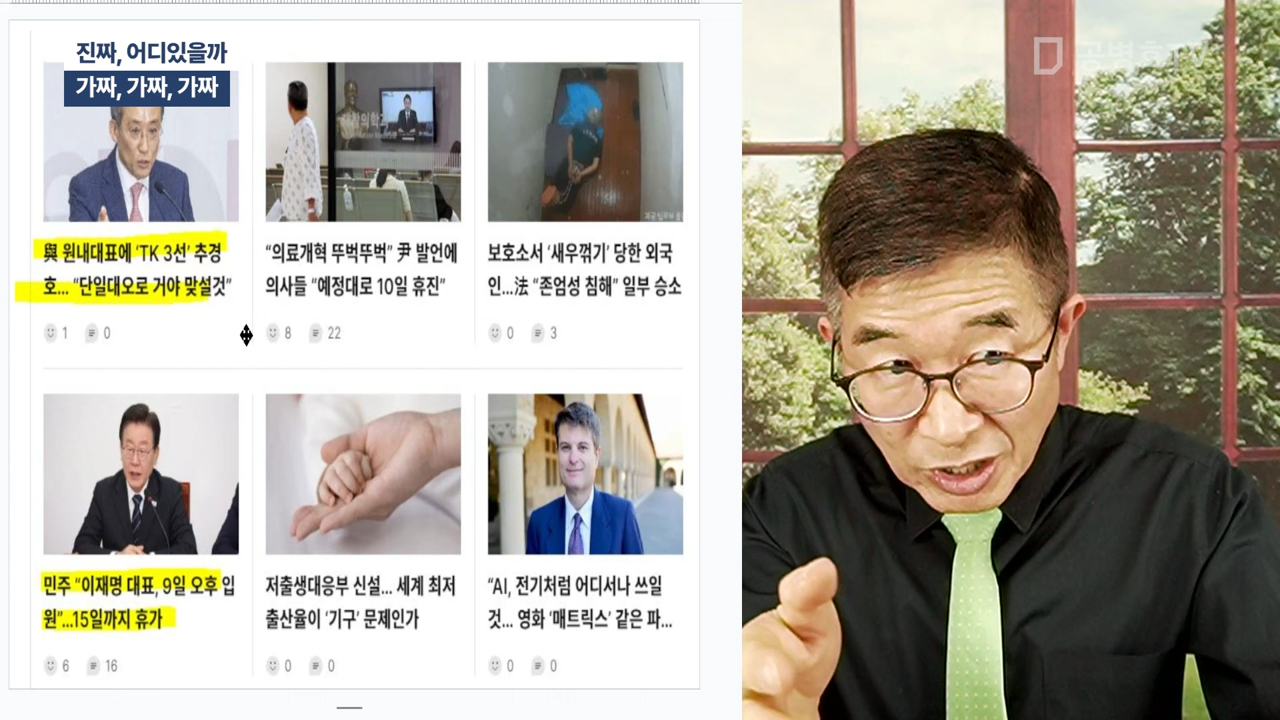 진짜, 어디있을까
가짜, 가짜, 가짜
공병호TV
與 원내대표에 ‘TK 3선’ 추경
호... “단일대오로 거야 맞설것”
1 0
“의료개혁 뚜벅뚜벅” 尹 발언에
의사들 “예정대로 10일 휴진”
8 22
보호소서 ‘새우꺾기’ 당한 외국
인...法 “존엄성 침해” 일부 승소
0 3
민주 “이재명 대표, 9일 오후 입
원”...15일까지 휴가
6 16
저출생대응부 신설... 세계 최저
출산율이 ‘기구’ 문제인가
0 0
“AI, 전기처럼 어디서나 쓰일
것... 영화 ‘매트릭스’ 같은 파...
0 0